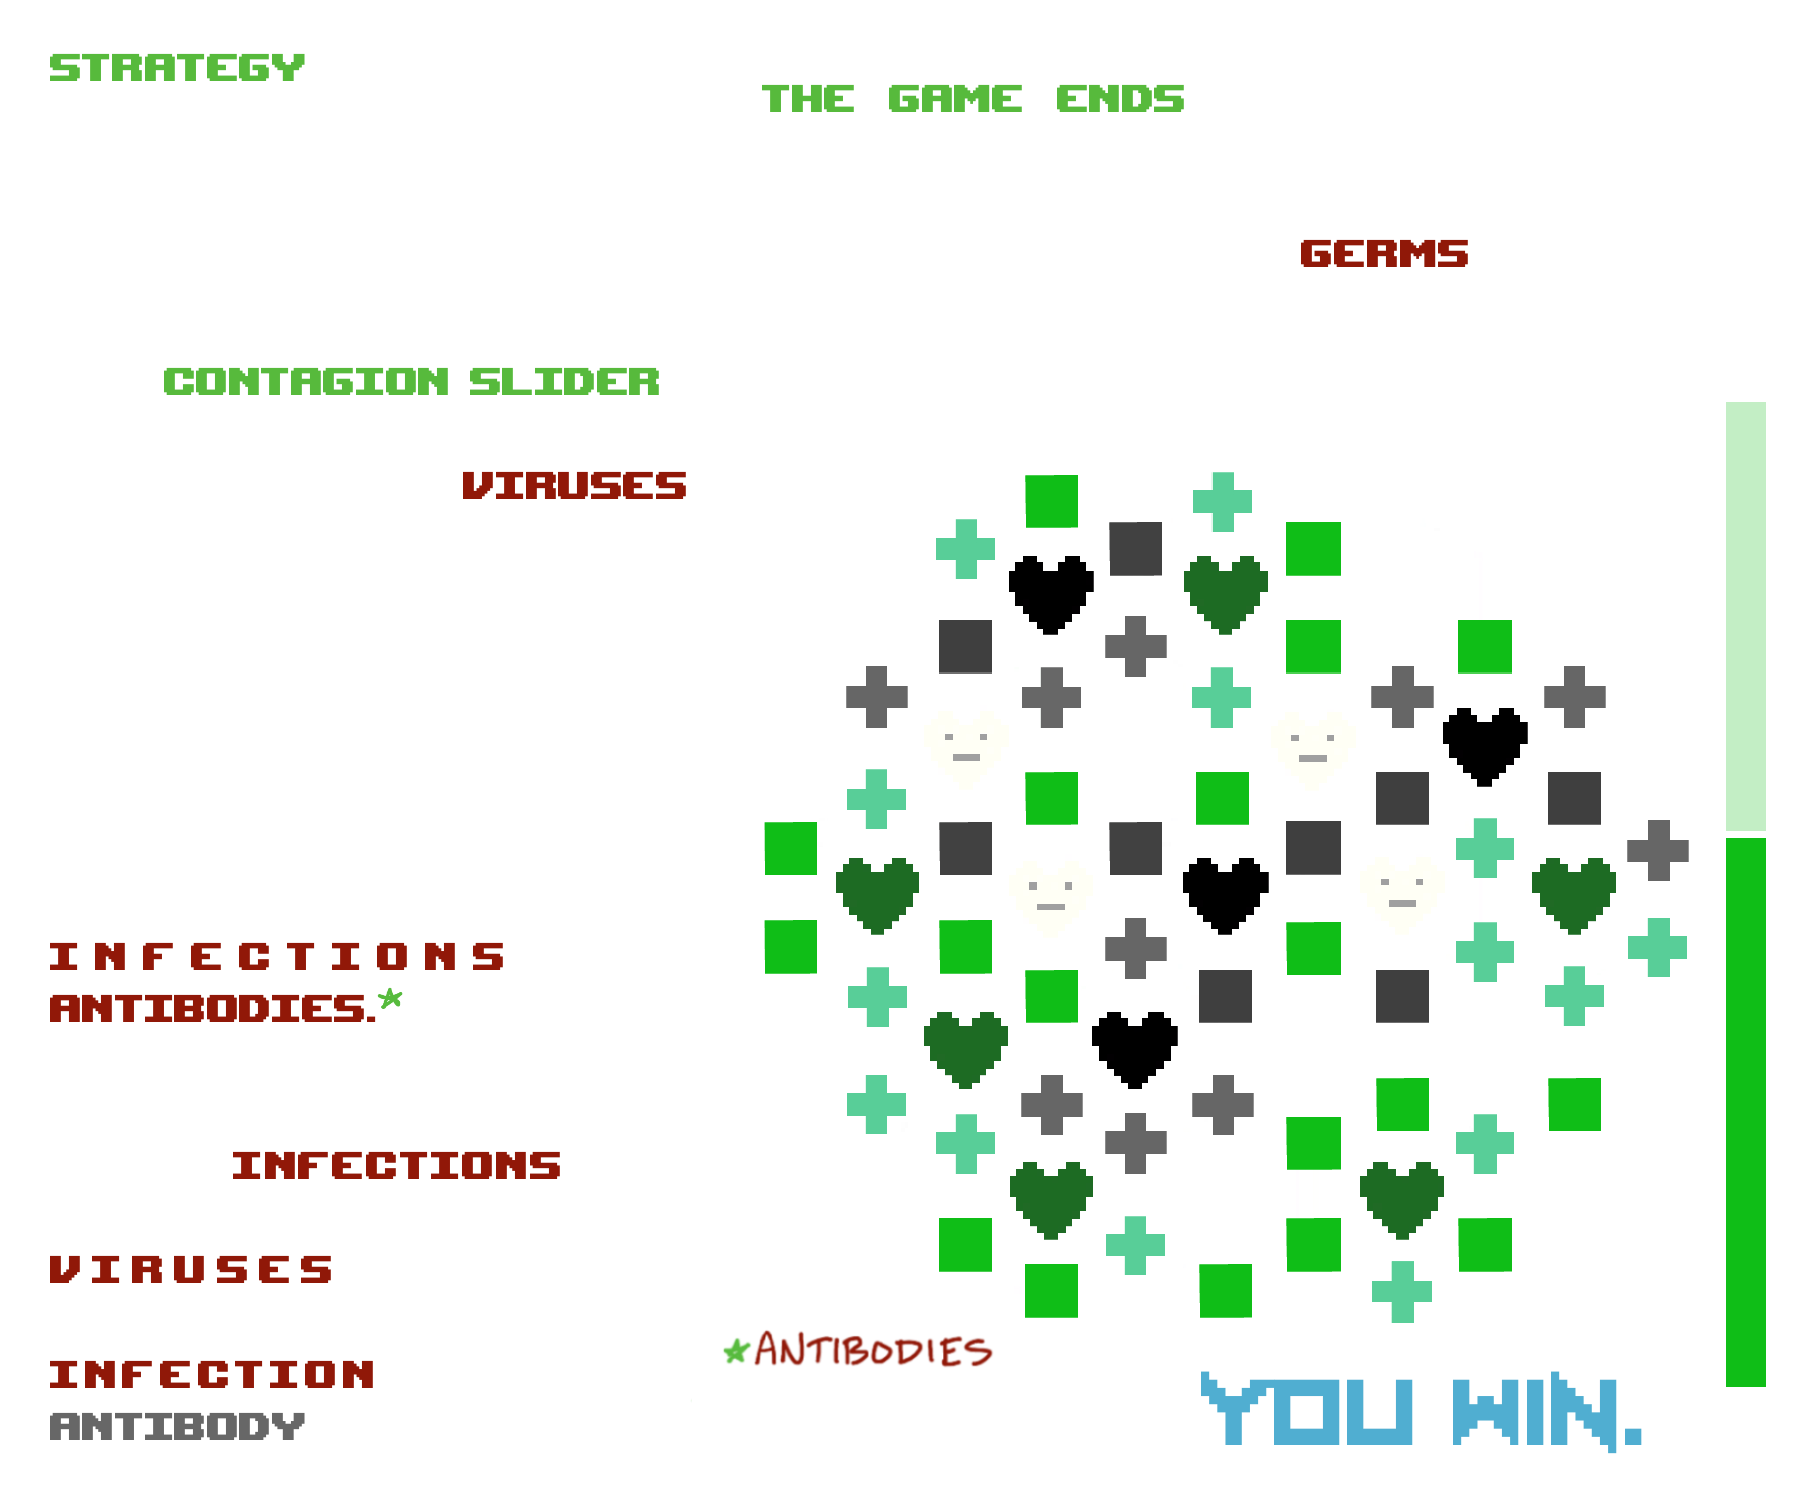 STRATEGY
THE GAME ENDS
GERMS
CONTAGION SLIDER
VIRUSES
INFECTIONS
ANTIBODIES.*
INFECTIONS
VIRUSES
*ANTIBODIES
INFECTION
ANTIBODY
YOU WIN.